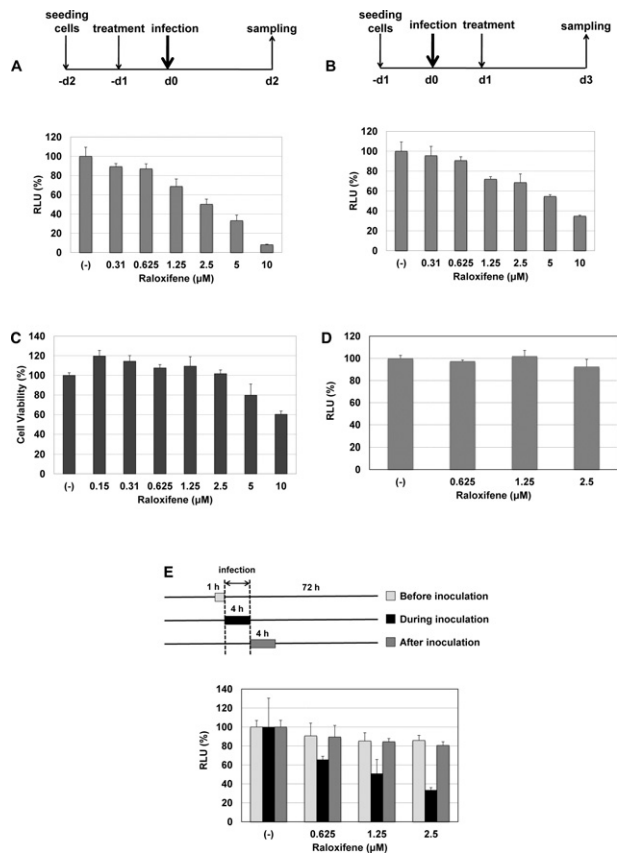 seeding
cells
treatment
infection
sampling
A
-d2
-d1
d0
d2
seeding
cells
infection
treatment
sampling
B
-d1
d0
d1
d3
120
100
80
60
40
20
0
RLU (%)
(-)
0.31
0.625
1.25
2.5
5
10
Raloxifene (µM)
120
100
80
60
40
20
0
RLU (%)
(-)
0.31
0.625
1.25
2.5
5
10
Raloxifene (µM)
C
140
120
100
80
60
40
20
0
Cell Viability (%)
(-)
0.15
0.31
0.625
1.25
2.5
5
10
Raloxifene (µM)
D
120
100
80
60
40
20
0
RLU (%)
(-)
0.625
1.25
2.5
Raloxifene (µM)
E
infection
1 h
72 h
Before inoculation
4 h
During inoculation
4 h
After inoculation
140
120
100
80
60
40
20
0
RLU (%)
(-)
0.625
1.25
2.5
Raloxifene (µM)